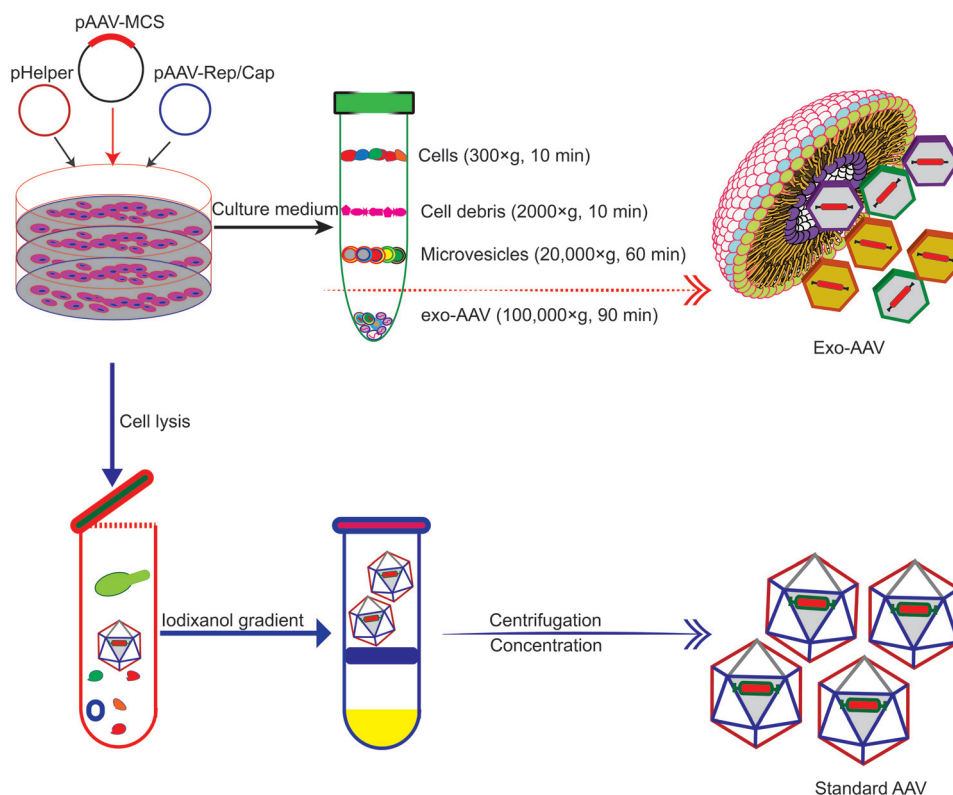 pAAV-MCS
pHelper
pAAV-Rep/Cap
Culture medium
Cells (300×g, 10 min)
Cell debris (2000×g, 10 min)
Microvesicles (20,000×g, 60 min)
exo-AAV (100,000×g, 90 min)
Exo-AAV
Cell lysis
Iodixanol gradient
Centrifugation
Concentration
Standard AAV